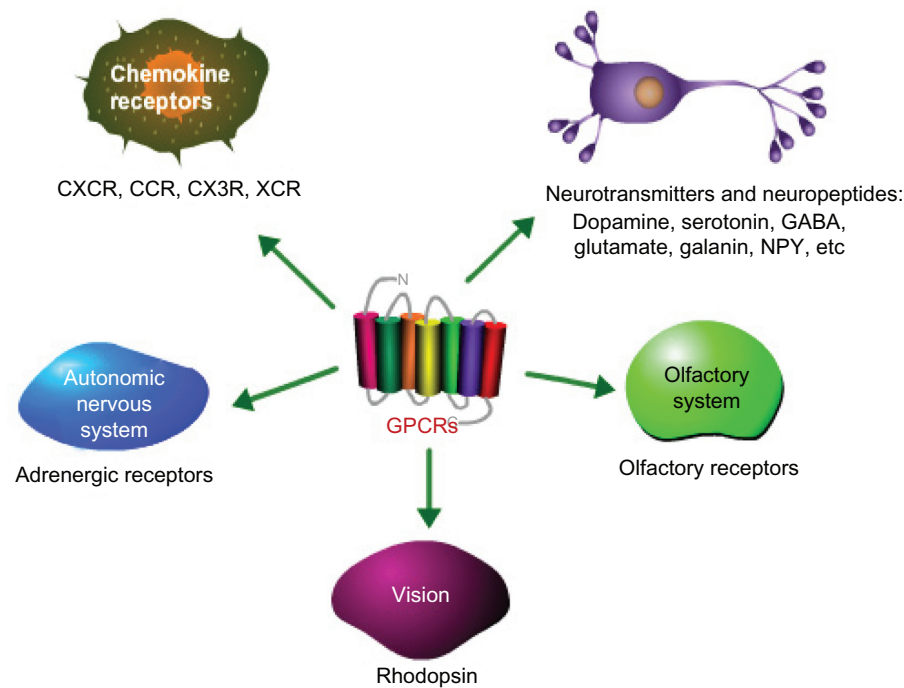 Chemokine
receptors
CXCR, CCR, CX3R, XCR
Neurotransmitters and neuropeptides:
Dopamine, serotonin, GABA,
glutamate, galanin, NPY, etc
N
C
GPCRs
Autonomic
nervous
system
Adrenergic receptors
Olfactory
system
Olfactory receptors
Vision
Rhodopsin